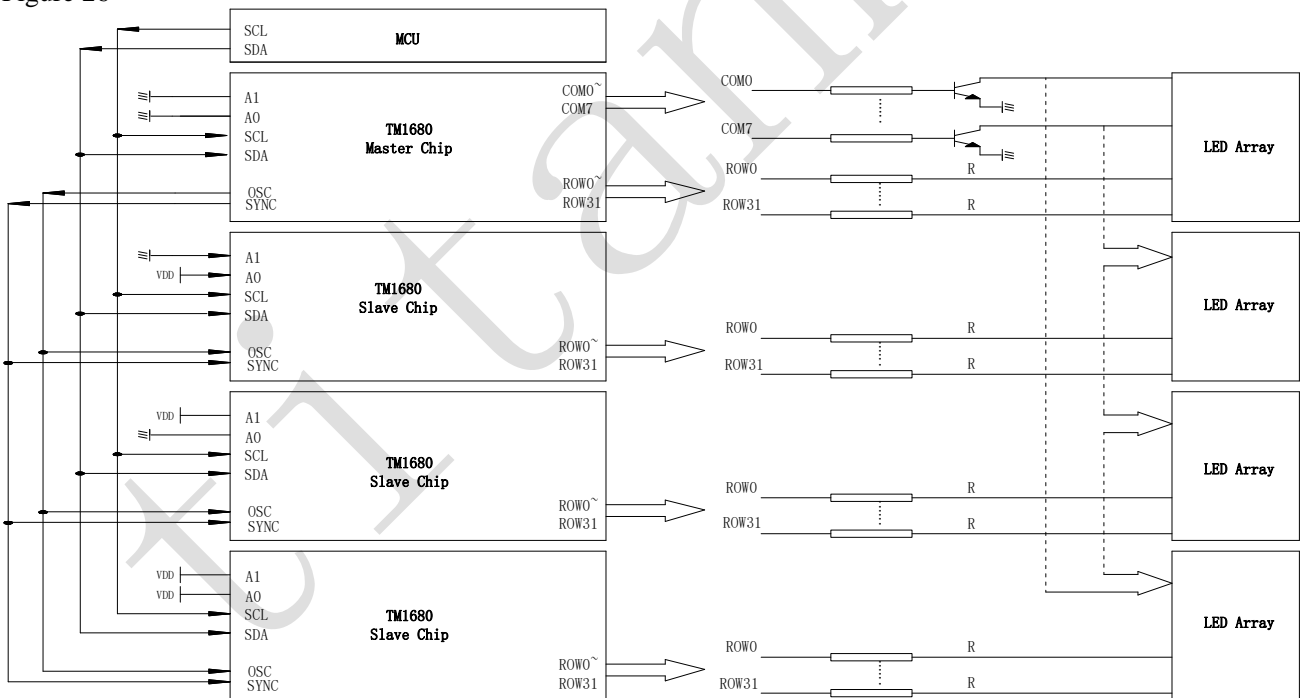 Figure 26
SCL
SDA
MCU
A1
A0
SCL
SDA
OSC
SYNC
TM1680
Master Chip
COM0~
COM7
ROW0~
ROW31
COM0
COM7
ROW0 R
ROW31 R
LED Array
A1
VDD A0
SCL
SDA
OSC
SYNC
TM1680
Slave Chip
ROW0~
ROW31
ROW0 R
ROW31 R
LED Array
VDD A1
A0
SCL
SDA
OSC
SYNC
TM1680
Slave Chip
ROW0~
ROW31
ROW0 R
ROW31 R
LED Array
VDD A1
VDD A0
SCL
SDA
OSC
SYNC
TM1680
Slave Chip
ROW0~
ROW31
ROW0 R
ROW31 R
LED Array